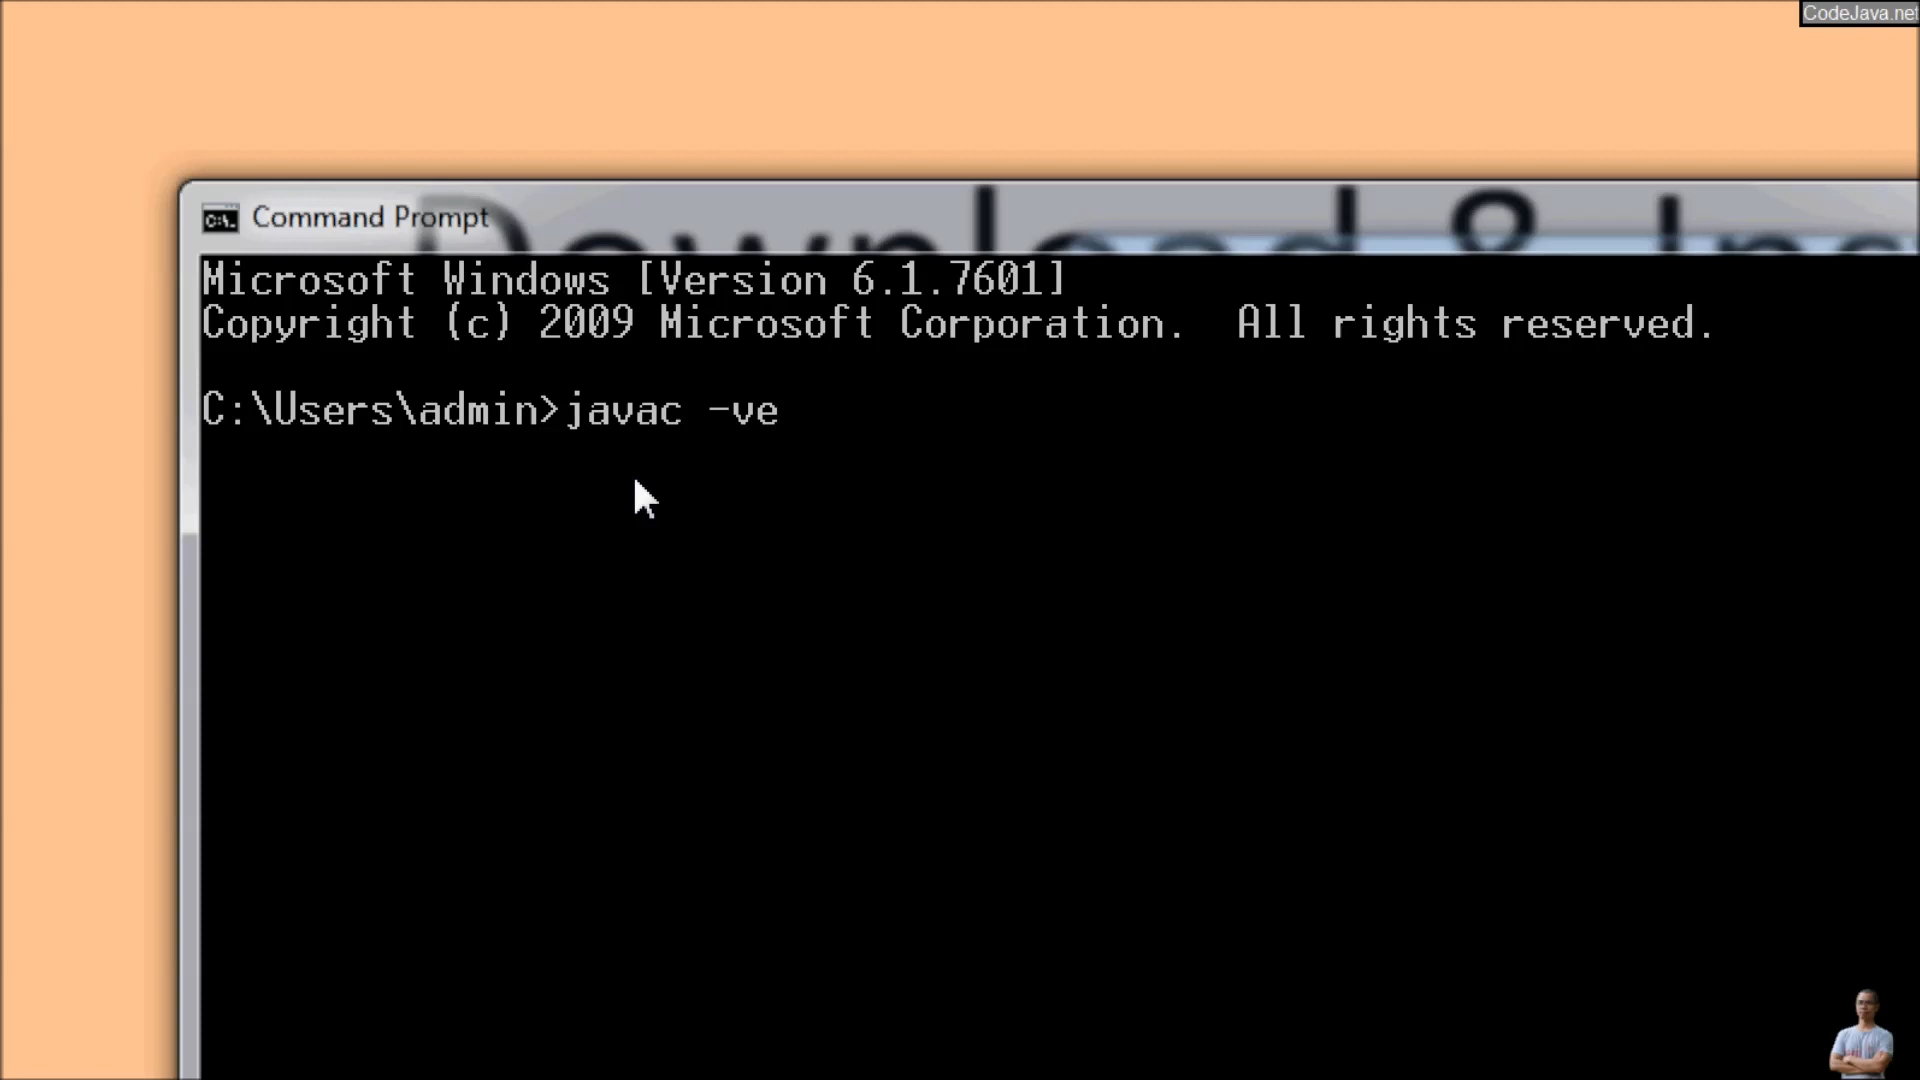 CodeJava.net
Command Prompt
Microsoft Windows [Version 6.1.7601]
Copyright (c) 2009 Microsoft Corporation.  All rights reserved.
C:\Users\admin>javac -ve